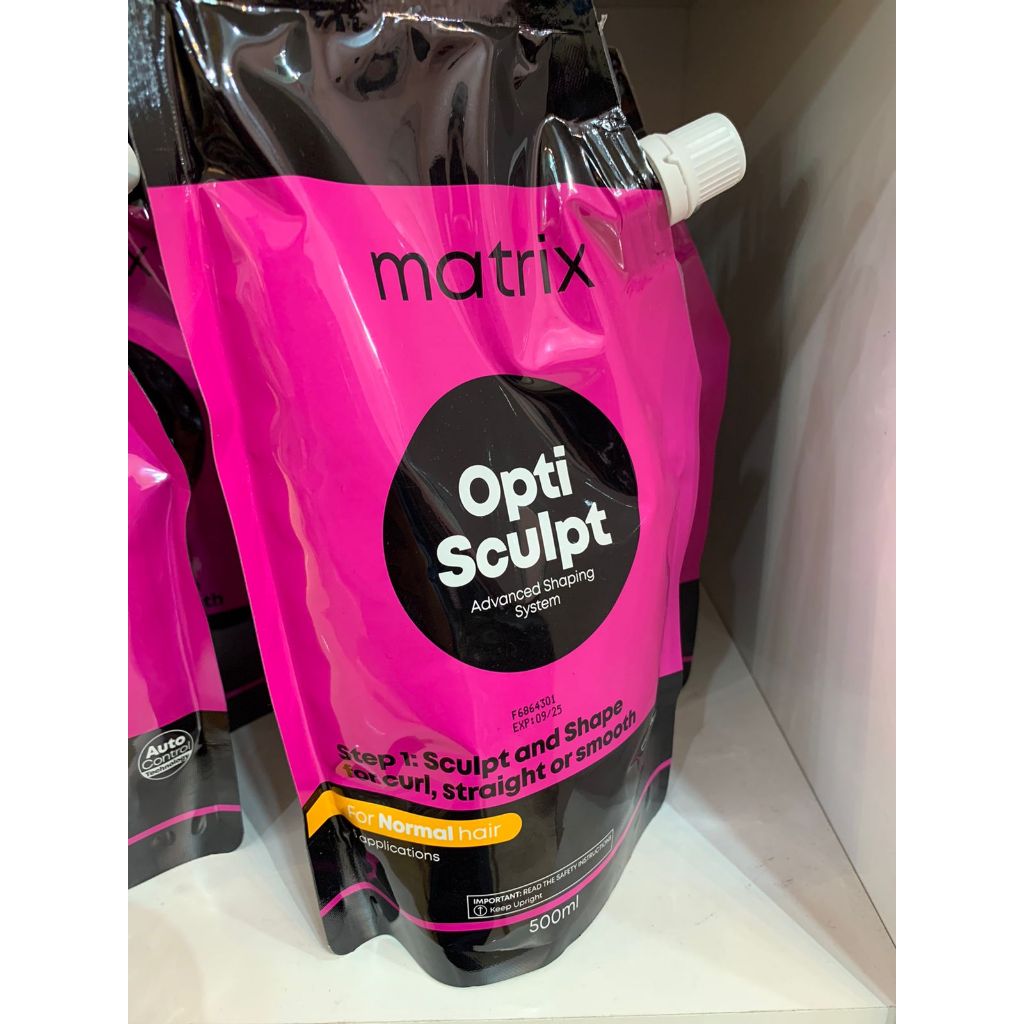 matrix
Opti
Sculpt
Advanced Shaping
System
F6864301
EXP:09/25
Step 1: Sculpt and Shape
for curl, straight or smooth
For Normal hair
applications
IMPORTANT: READ THE SAFETY INSTRUCTIONS
Keep Upright
500ml
Auto
Control
Technology